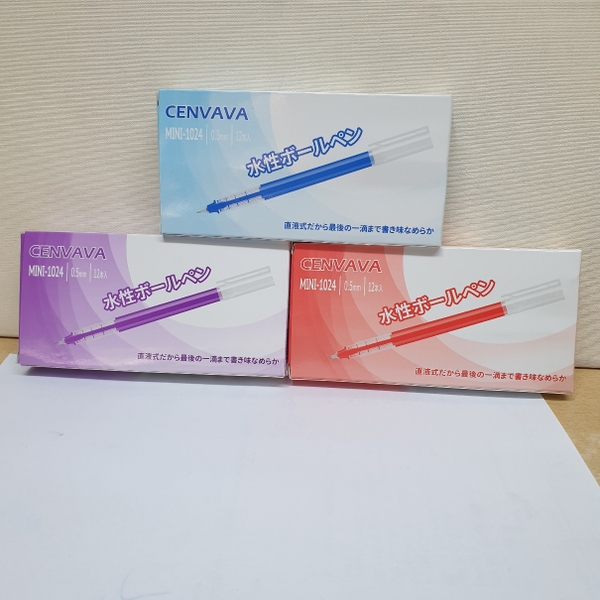 CENVAVA
MINI-1024 0.5mm 12本入
水性ボールペン
直液式だから最後の一滴まで書き味なめらか
CENVAVA
MINI-1024 0.5mm 12本入
水性ボールペン
直液式だから最後の一滴まで書き味なめらか
CENVAVA
MINI-1024 0.5mm 12本入
水性ボールペン
直液式だから最後の一滴まで書き味なめらか